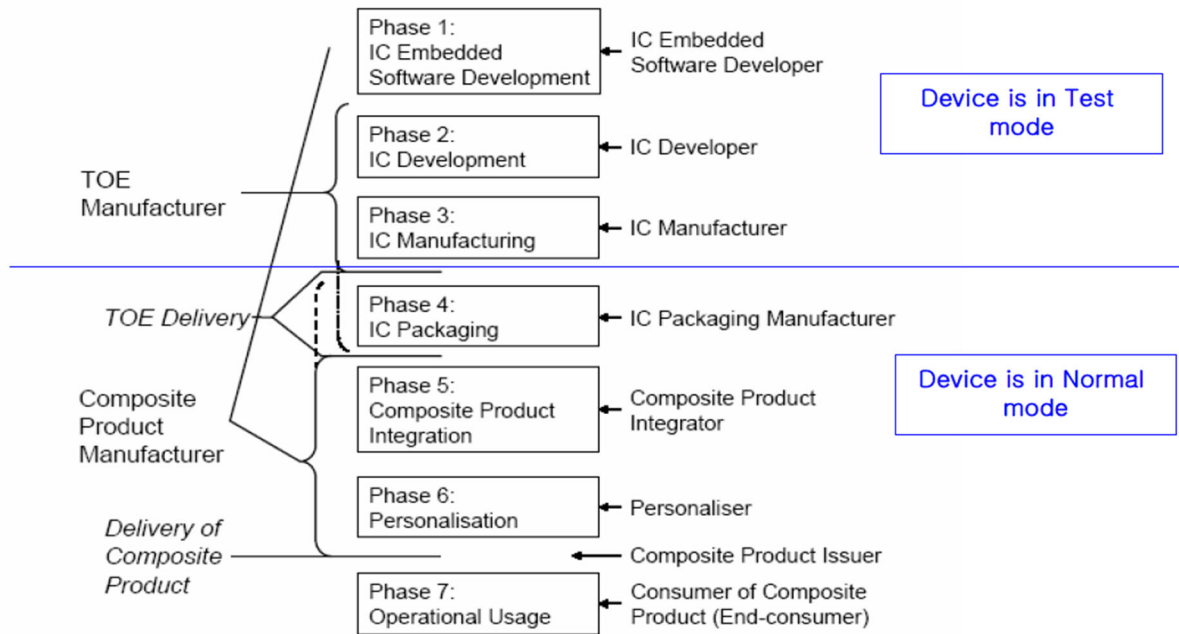 Phase 1:
IC Embedded
Software Development
IC Embedded
Software Developer
Device is in Test
mode
Phase 2:
IC Development
IC Developer
TOE
Manufacturer
Phase 3:
IC Manufacturing
IC Manufacturer
TOE Delivery
Phase 4:
IC Packaging
IC Packaging Manufacturer
Device is in Normal
mode
Composite
Product
Manufacturer
Phase 5:
Composite Product
Integration
Composite Product
Integrator
Phase 6:
Personalisation
Personaliser
Delivery of
Composite
Product
Composite Product Issuer
Phase 7:
Operational Usage
Consumer of Composite
Product (End-consumer)